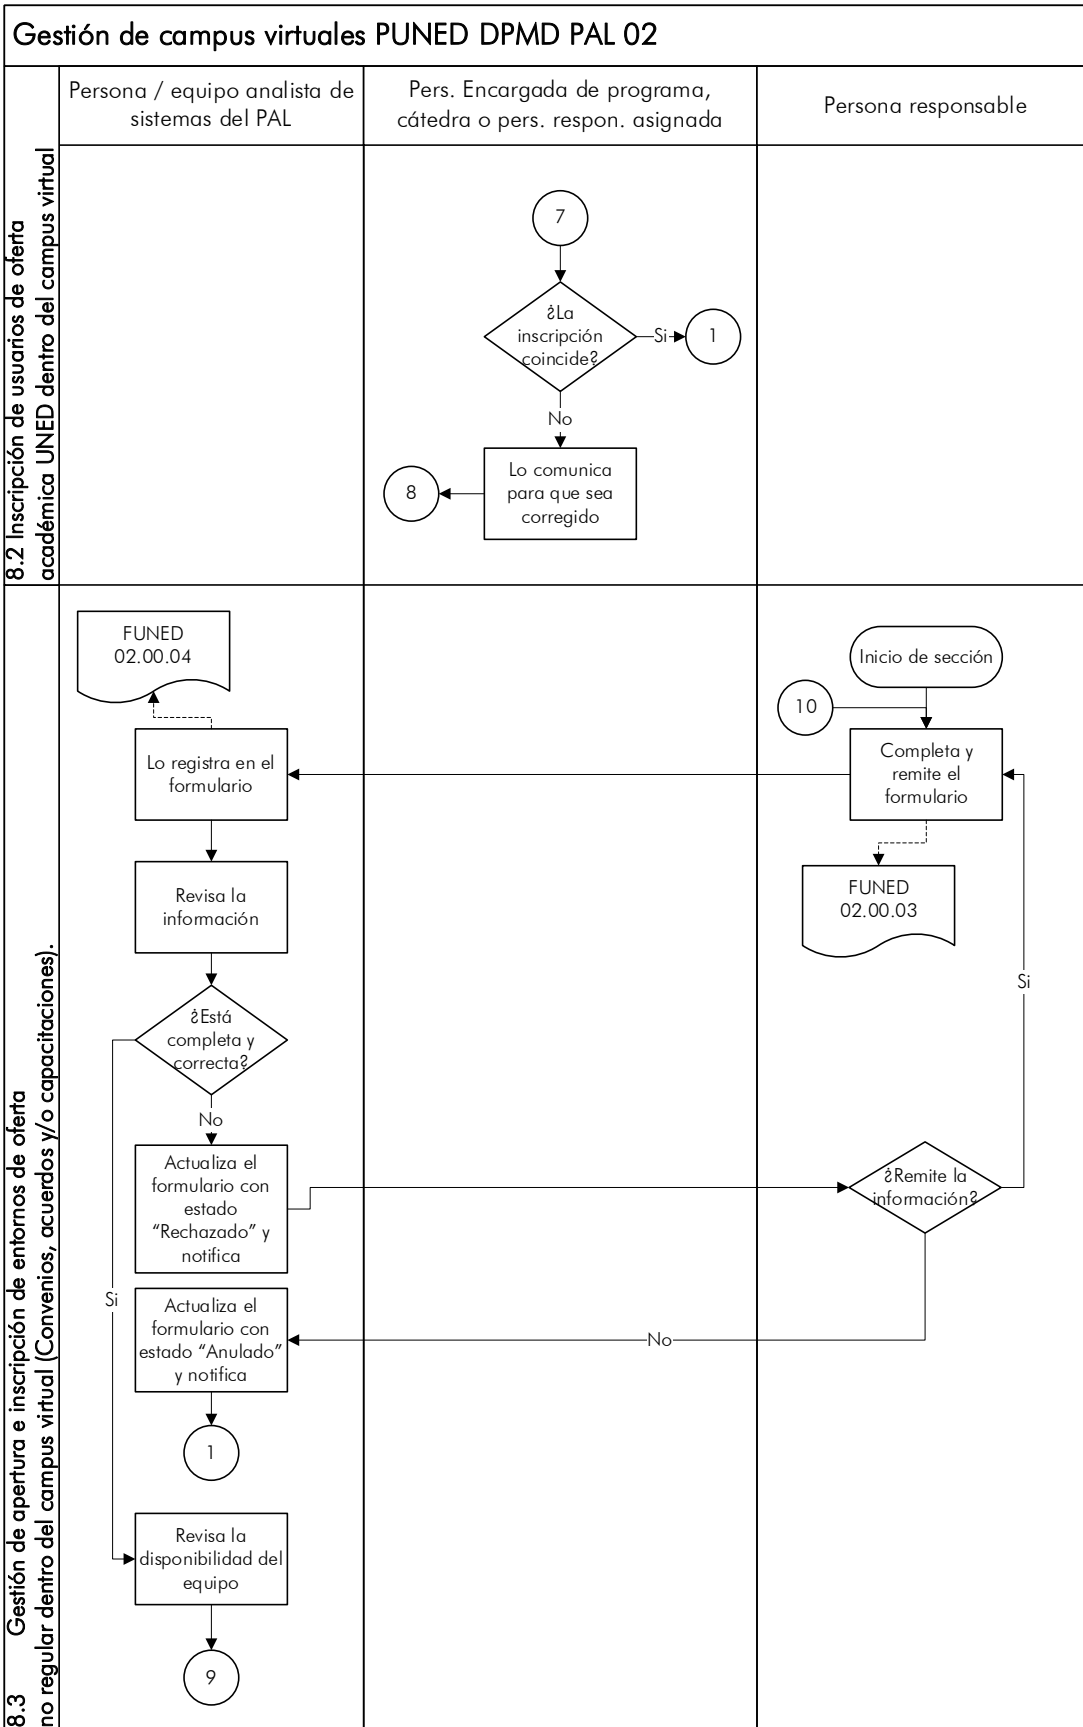 Gestión de campus virtuales PUNED DPMD PAL 02
Persona / equipo analista de
sistemas del PAL
Pers. Encargada de programa,
cátedra o pers. respon. asignada
Persona responsable
8.2 Inscripción de usuarios de oferta
académica UNED dentro del campus virtual
7
¿La
inscripción
coincide?
Si
1
No
Lo comunica
para que sea
corregido
8
8.3 Gestión de apertura e inscripción de entornos de oferta
no regular dentro del campus virtual (Convenios, acuerdos y/o capacitaciones).
FUNED
02.00.04
Inicio de sección
10
Lo registra en el
formulario
Completa y
remite el
formulario
Revisa la
información
FUNED
02.00.03
Si
¿Está
completa y
correcta?
No
Actualiza el
formulario con
estado
“Rechazado” y
notifica
¿Remite la
información?
Si
Actualiza el
formulario con
estado “Anulado”
y notifica
No
1
Revisa la
disponibilidad del
equipo
9